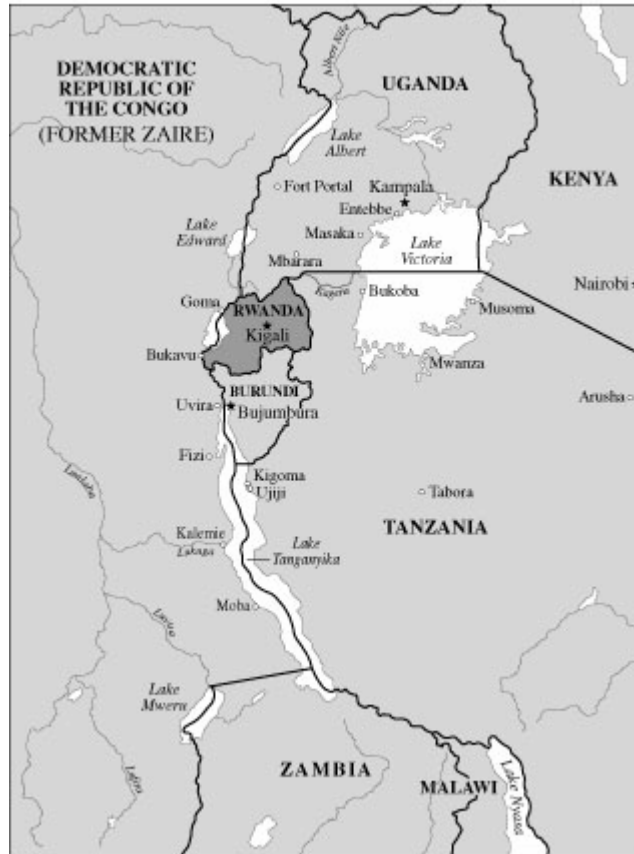 DEMOCRATIC
REPUBLIC OF
THE CONGO
(FORMER ZAIRE)
Albert Nile
UGANDA
Lake
Albert
KENYA
Fort Portal
Kampala
Entebbe
Lake
Edward
Masaka
Lake
Victoria
Mbarara
Nairobi
Goma
Kagera
Bukoba
RWANDA
Musoma
Kigali
Bukavu
Mwanza
BURUNDI
Arusha
Uvira
Bujumbura
Fizi
Kigoma
Lualaba
Ujiji
Tabora
TANZANIA
Kalemie
Lukuga
Lake
Tanganyika
Moba
Lake
Mweru
ZAMBIA
MALAWI
Lake Nyasa